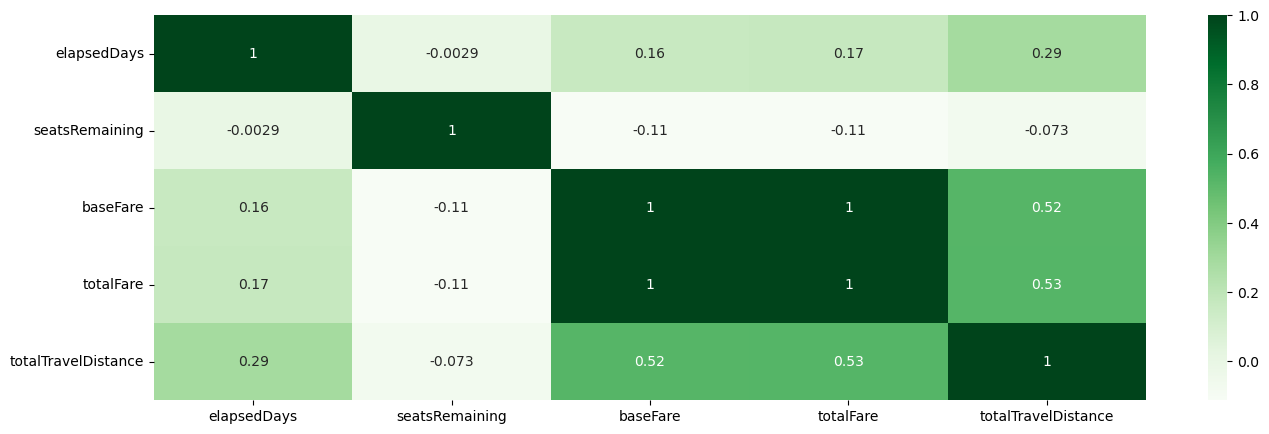 elapsedDays 1 -0.0029 0.16 0.17 0.29
seatsRemaining -0.0029 1 -0.11 -0.11 -0.073
baseFare 0.16 -0.11 1 1 0.52
totalFare 0.17 -0.11 1 1 0.53
totalTravelDistance 0.29 -0.073 0.52 0.53 1
elapsedDays seatsRemaining baseFare totalFare totalTravelDistance
1.0
0.8
0.6
0.4
0.2
0.0